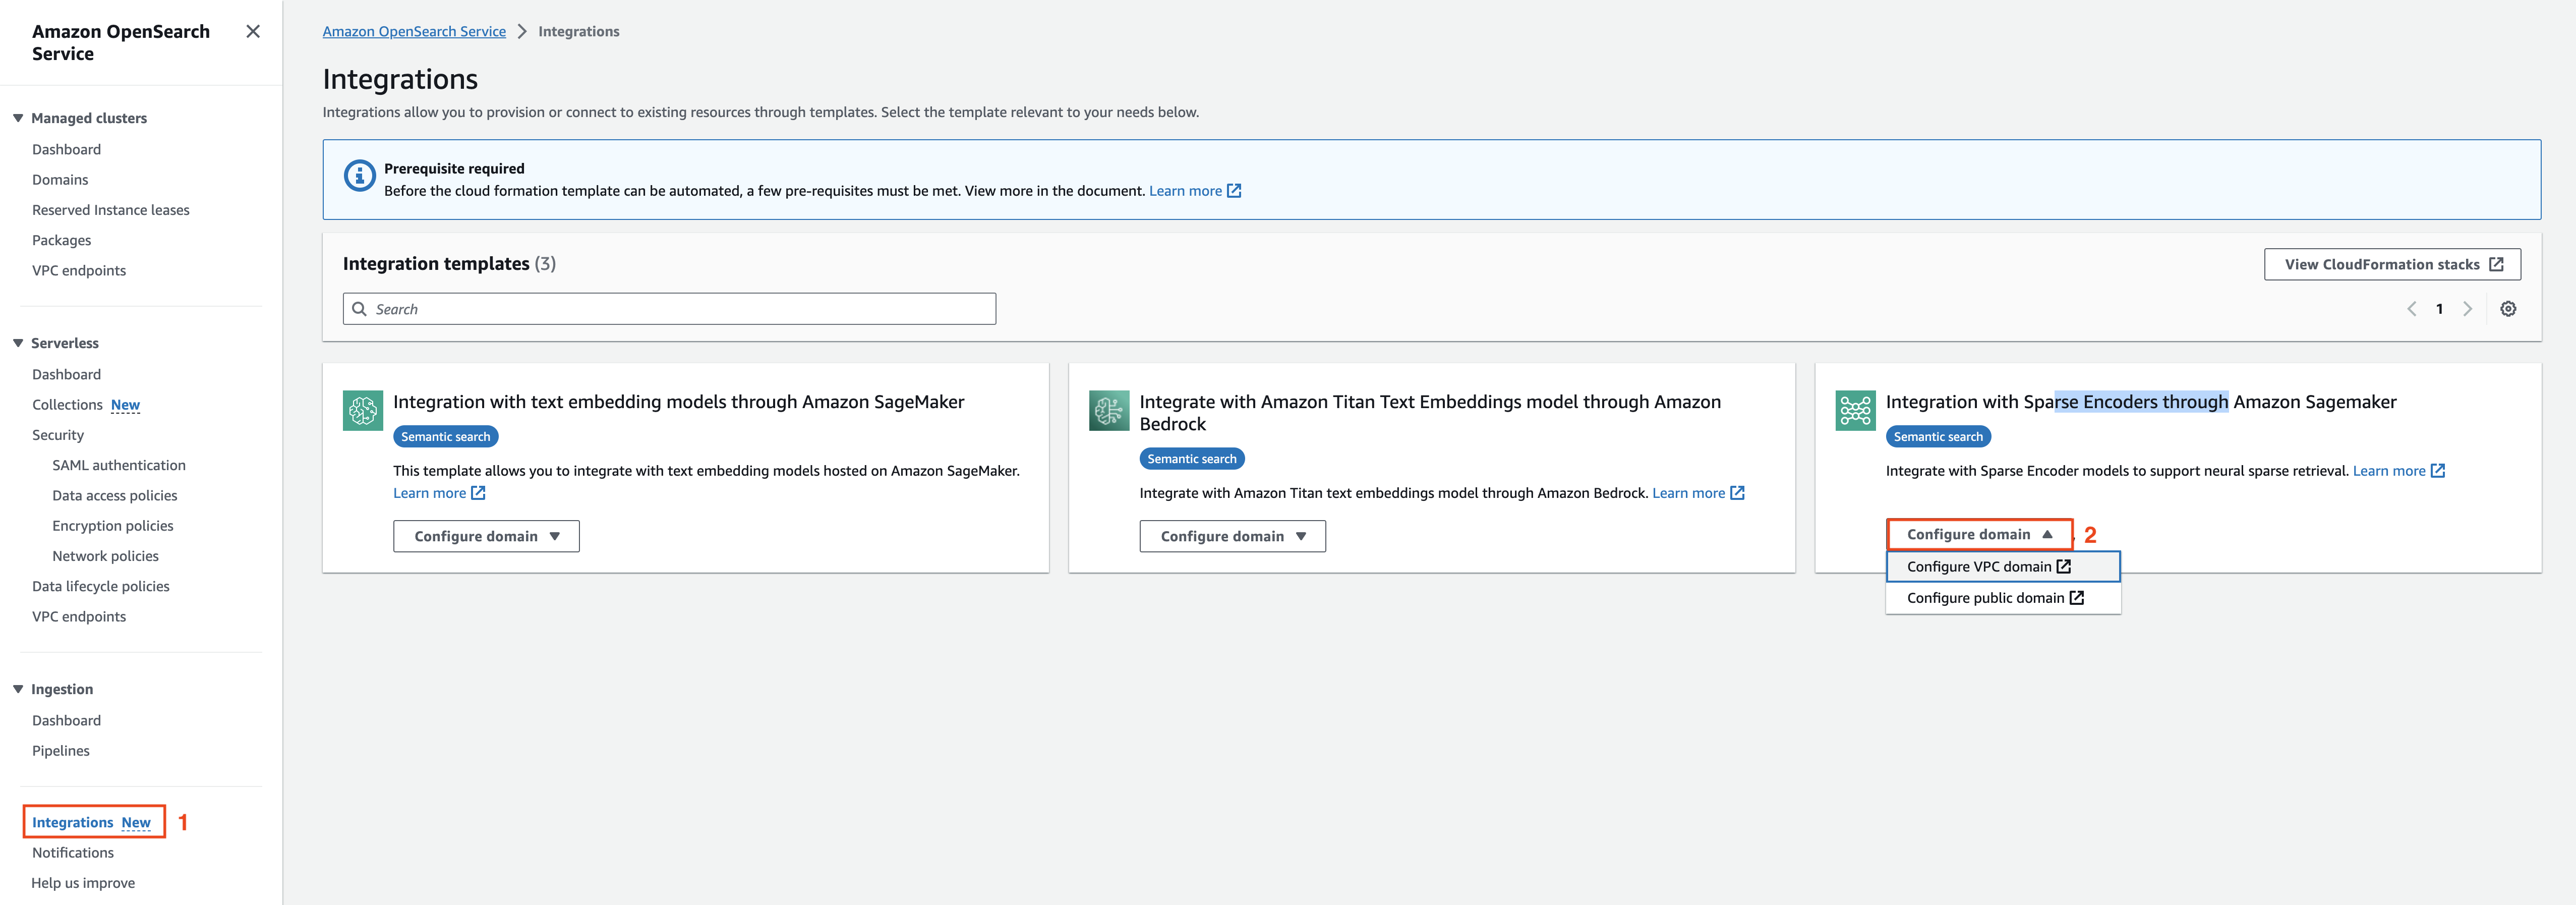 Amazon OpenSearch
Service
Managed clusters
Dashboard
Domains
Reserved Instance leases
Packages
VPC endpoints
Serverless
Dashboard
Collections New
Security
SAML authentication
Data access policies
Encryption policies
Network policies
Data lifecycle policies
VPC endpoints
Ingestion
Dashboard
Pipelines
Integrations New 1
Notifications
Help us improve
Amazon OpenSearch Service > Integrations
Integrations
Integrations allow you to provision or connect to existing resources through templates. Select the template relevant to your needs below.
Prerequisite required
Before the cloud formation template can be automated, a few pre-requisites must be met. View more in the document. Learn more
Integration templates (3)
View CloudFormation stacks
Search
1
Integration with text embedding models through Amazon SageMaker
Semantic search
This template allows you to integrate with text embedding models hosted on Amazon SageMaker.
Learn more
Configure domain
Integrate with Amazon Titan Text Embeddings model through Amazon
Bedrock
Semantic search
Integrate with Amazon Titan text embeddings model through Amazon Bedrock. Learn more
Configure domain
Integration with Sparse Encoders through Amazon Sagemaker
Semantic search
Integrate with Sparse Encoder models to support neural sparse retrieval. Learn more
Configure domain 2
Configure VPC domain
Configure public domain